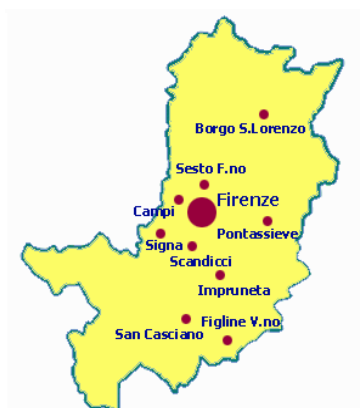 Borgo S.Lorenzo
Sesto F.no
Firenze
Campi
Pontassieve
Signa
Scandicci
Impruneta
Figline V.no
San Casciano